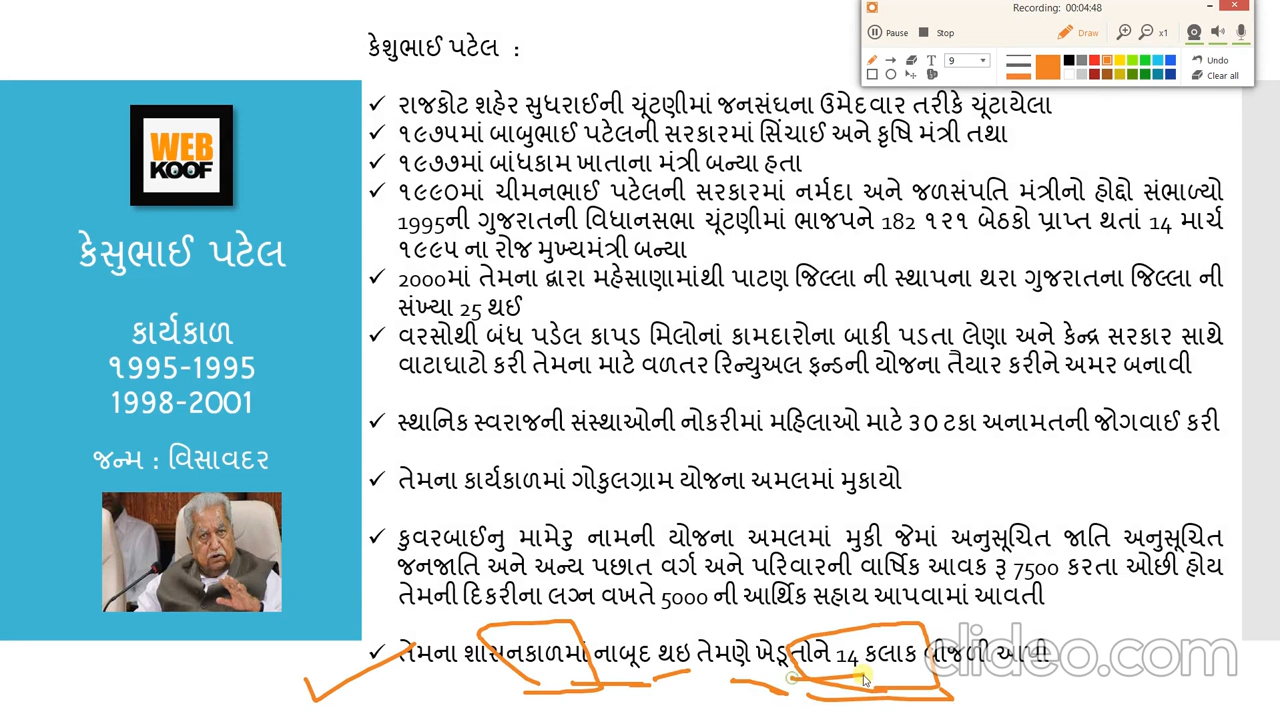 કેશુભાઈ પટેલ :
Recording: 00:04:48
Pause
Stop
Draw
x1
T
9
Undo
Clear all
WEB
KOOF
કેસુભાઈ પટેલ
કાર્યકાળ
૧995-1995
1998-2001
જન્મ : વિસાવદર
✓ રાજકોટ શહેર સુધરાઈની ચૂંટણીમાં જનસંઘના ઉમેદવાર તરીકે ચૂંટાયેલા
✓ ૧૯૭૫માં બાબુભાઈ પટેલની સરકારમાં સિંચાઈ અને કૃષિ મંત્રી તથા
✓ ૧૯૭૭માં બાંધકામ ખાતાના મંત્રી બન્યા હતા
✓ ૧૯૯૦માં ચીમનભાઈ પટેલની સરકારમાં નર્મદા અને જળસંપતિ મંત્રીનો હોદ્દો સંભાળ્યો
1995ની ગુજરાતની વિધાનસભા ચૂંટણીમાં ભાજપને 182 ૧૨૧ બેઠકો પ્રાપ્ત થતાં 14 માર્ચ
૧૯૯૫ ના રોજ મુખ્યમંત્રી બન્યા
✓ 2000માં તેમના દ્વારા મહેસાણામાંથી પાટણ જિલ્લા ની સ્થાપના થરા ગુજરાતના જિલ્લા ની
સંખ્યા 25 થઈ
✓ વરસોથી બંધ પડેલ કાપડ મિલોનાં કામદારોના બાકી પડતા લેણા અને કેન્દ્ર સરકાર સાથે
વાટાઘાટો કરી તેમના માટે વળતર રિન્યુઅલ ફન્ડની યોજના તૈયાર કરીને અમર બનાવી
✓ સ્થાનિક સ્વરાજની સંસ્થાઓની નોકરીમાં મહિલાઓ માટે ૩૦ ટકા અનામતની જોગવાઈ કરી
✓ તેમના કાર્યકાળમાં ગોકુલગ્રામ યોજના અમલમાં મુકાયો
✓ કુવરબાઈનુ મામેરુ નામની યોજના અમલમાં મુકી જેમાં અનુસૂચિત જાતિ અનુસૂચિત
જનજાતિ અને અન્ય પછાત વર્ગ અને પરિવારની વાર્ષિક આવક રૂ 7500 કરતા ઓછી હોય
તેમની દિકરીના લગ્ન વખતે 5000 ની આર્થિક સહાય આપવામાં આવતી
✓ તેમના શાસનકાળમાં નાબૂદ થઇ તેમણે ખેડૂતોને 14 કલાક વીજળી આપી
clideo.com